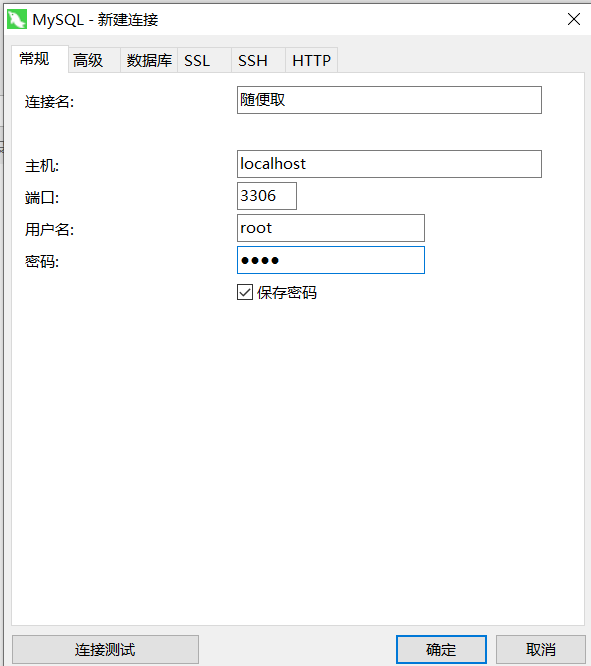 MySQL - 新建连接
常规 高级 数据库 SSL SSH HTTP
连接名: 随便取
主机: localhost
端口: 3306
用户名: root
密码: ●●●●
保存密码
连接测试 确定 取消